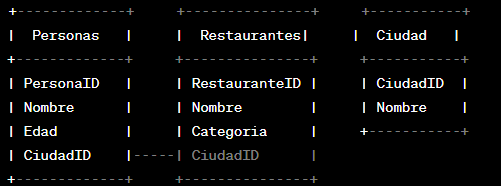 +-------------+     +---------------+     +-----------+
|  Personas   |     |  Restaurantes|     |  Ciudad   |
+-------------+     +---------------+     +-----------+
| PersonaID   |     | RestauranteID |     | CiudadID  |
| Nombre      |     | Nombre        |     | Nombre    |
| Edad        |     | Categoria     |     +-----------+
| CiudadID    |-----| CiudadID      |
+-------------+     +---------------+